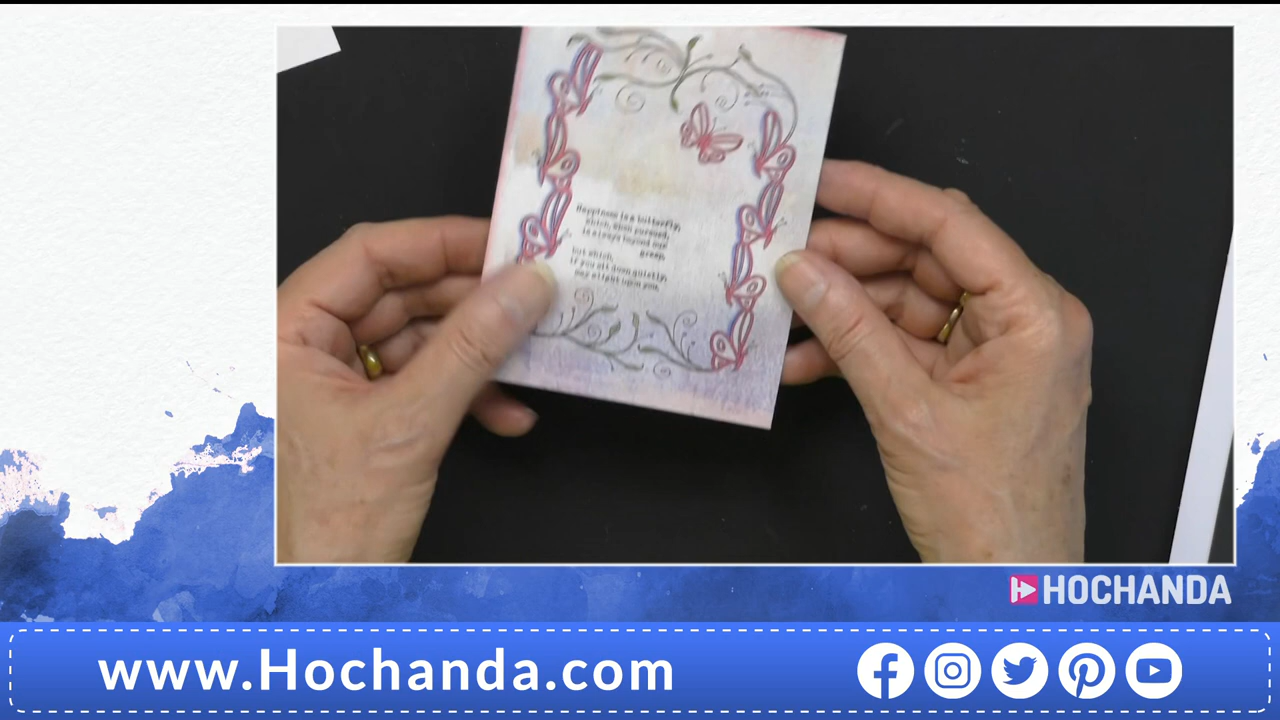 Happiness is a butterfly,
which, when pursued,
is always beyond our
grasp,
but which,
if you sit down quietly,
may alight upon you.
HOCHANDA
www.Hochanda.com